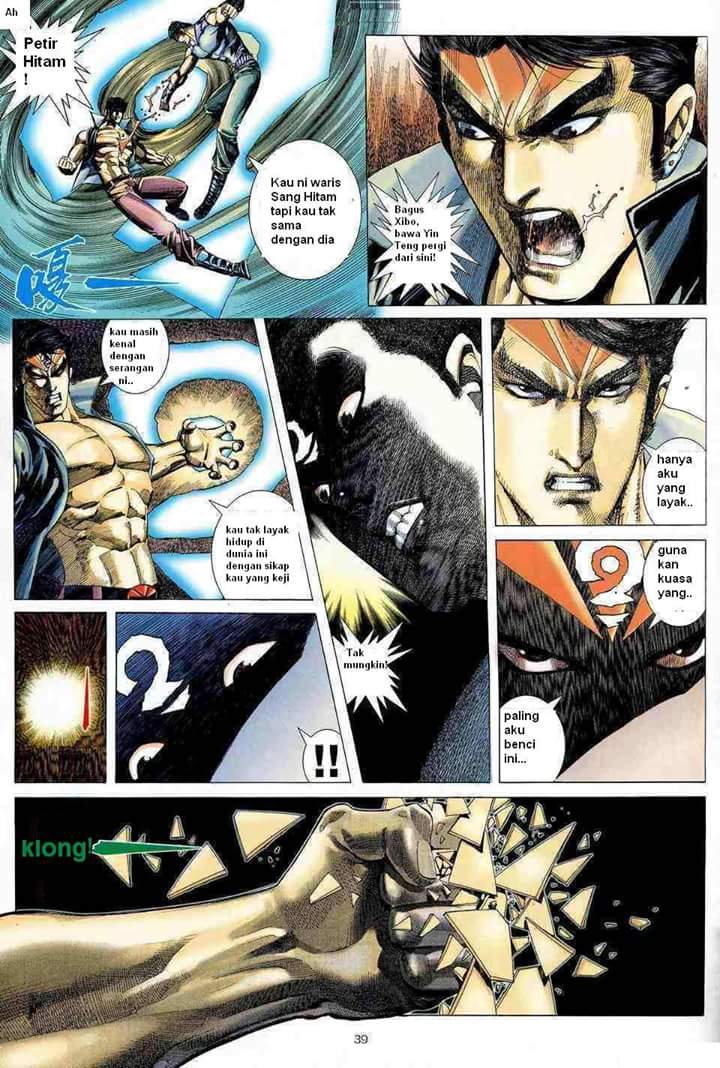 Ah
Petir
Hitam
!
Kau ni waris
Sang Hitam
tapi kau tak
sama
dengan dia
嗄一
Bagus
Xibo,
bawa Yin
Teng pergi
dari sini!
kau masih
kenal
dengan
serangan
ni..
kau tak layak
hidup di
dunia ini
dengan sikap
kau yang keji
Tak
mungkin!
hanya
aku
yang
layak..
guna
kan
kuasa
yang..
paling
aku
benci
ini...
!!
klong!
39